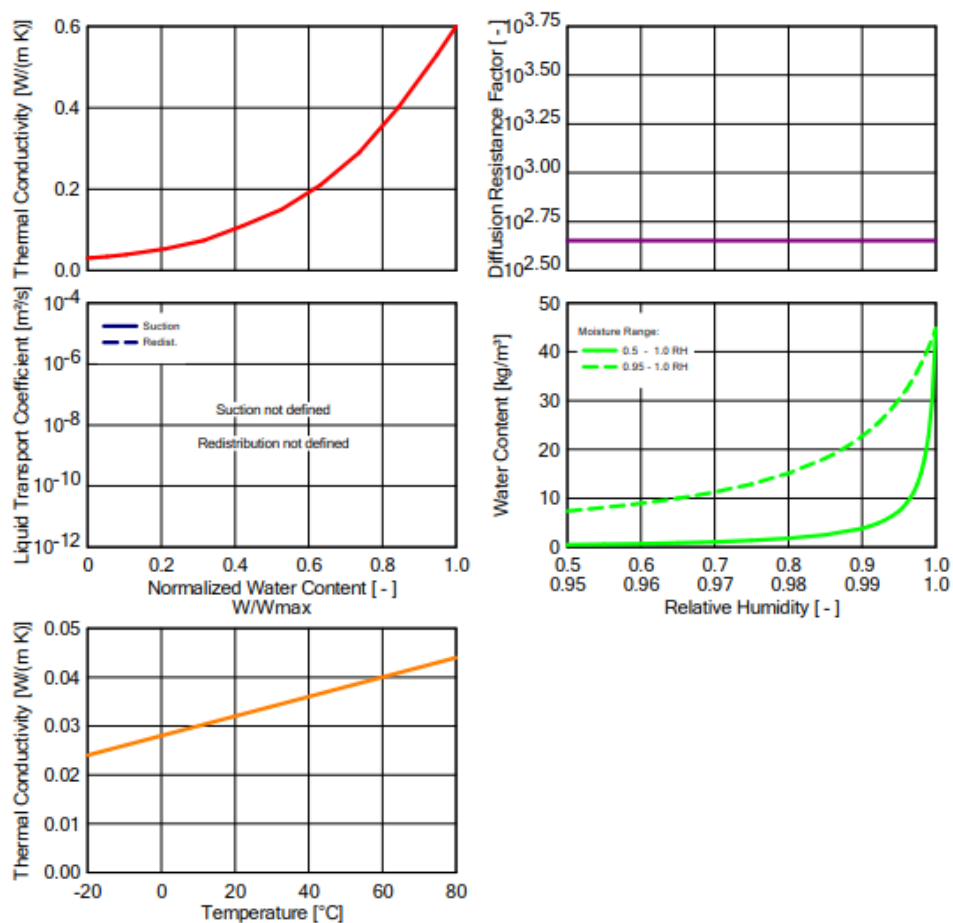 Thermal Conductivity [W/(m K)]
0.6
0.4
0.2
0.0
Diffusion Resistance Factor [ - ]
10^3.75
10^3.50
10^3.25
10^3.00
10^2.75
10^2.50
Liquid Transport Coefficient [m²/s]
10^-4
10^-6
10^-8
10^-10
10^-12
Suction
Redist.
Suction not defined
Redistribution not defined
0 0.2 0.4 0.6 0.8 1.0
Normalized Water Content [ - ]
W/Wmax
Water Content [kg/m³]
50
40
30
20
10
0
Moisture Range:
0.5 - 1.0 RH
0.95 - 1.0 RH
0.5 0.6 0.7 0.8 0.9 1.0
0.95 0.96 0.97 0.98 0.99 1.0
Relative Humidity [ - ]
Thermal Conductivity [W/(m K)]
0.05
0.04
0.03
0.02
0.01
0.00
-20 0 20 40 60 80
Temperature [°C]